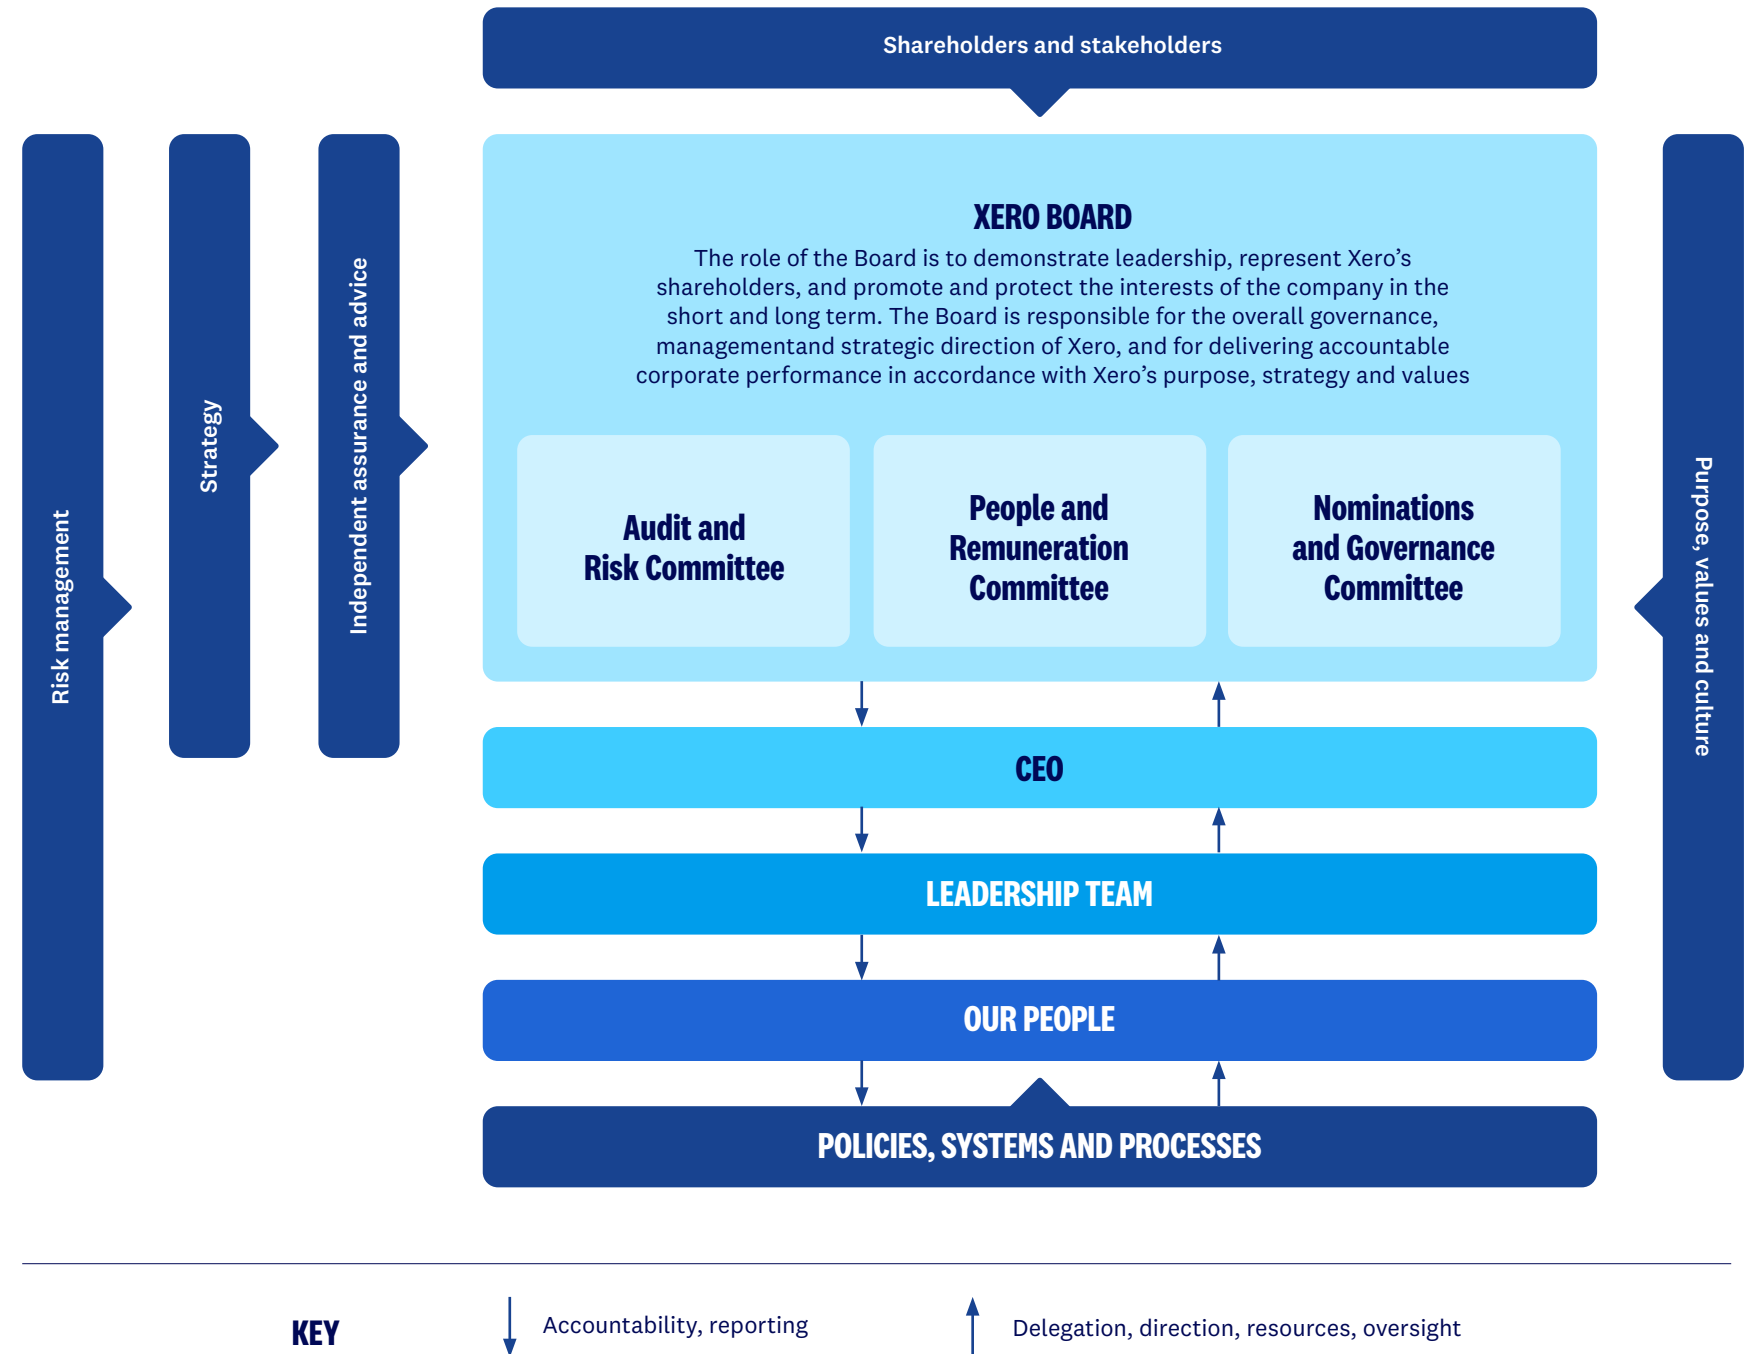 Shareholders and stakeholders
Risk management
Strategy
Independent assurance and advice
XERO BOARD
The role of the Board is to demonstrate leadership, represent Xero’s
shareholders, and promote and protect the interests of the company in the
short and long term. The Board is responsible for the overall governance,
managementand strategic direction of Xero, and for delivering accountable
corporate performance in accordance with Xero’s purpose, strategy and values
Audit and
Risk Committee
People and
Remuneration
Committee
Nominations
and Governance
Committee
Purpose, values and culture
CEO
LEADERSHIP TEAM
OUR PEOPLE
POLICIES, SYSTEMS AND PROCESSES
KEY
Accountability, reporting
Delegation, direction, resources, oversight